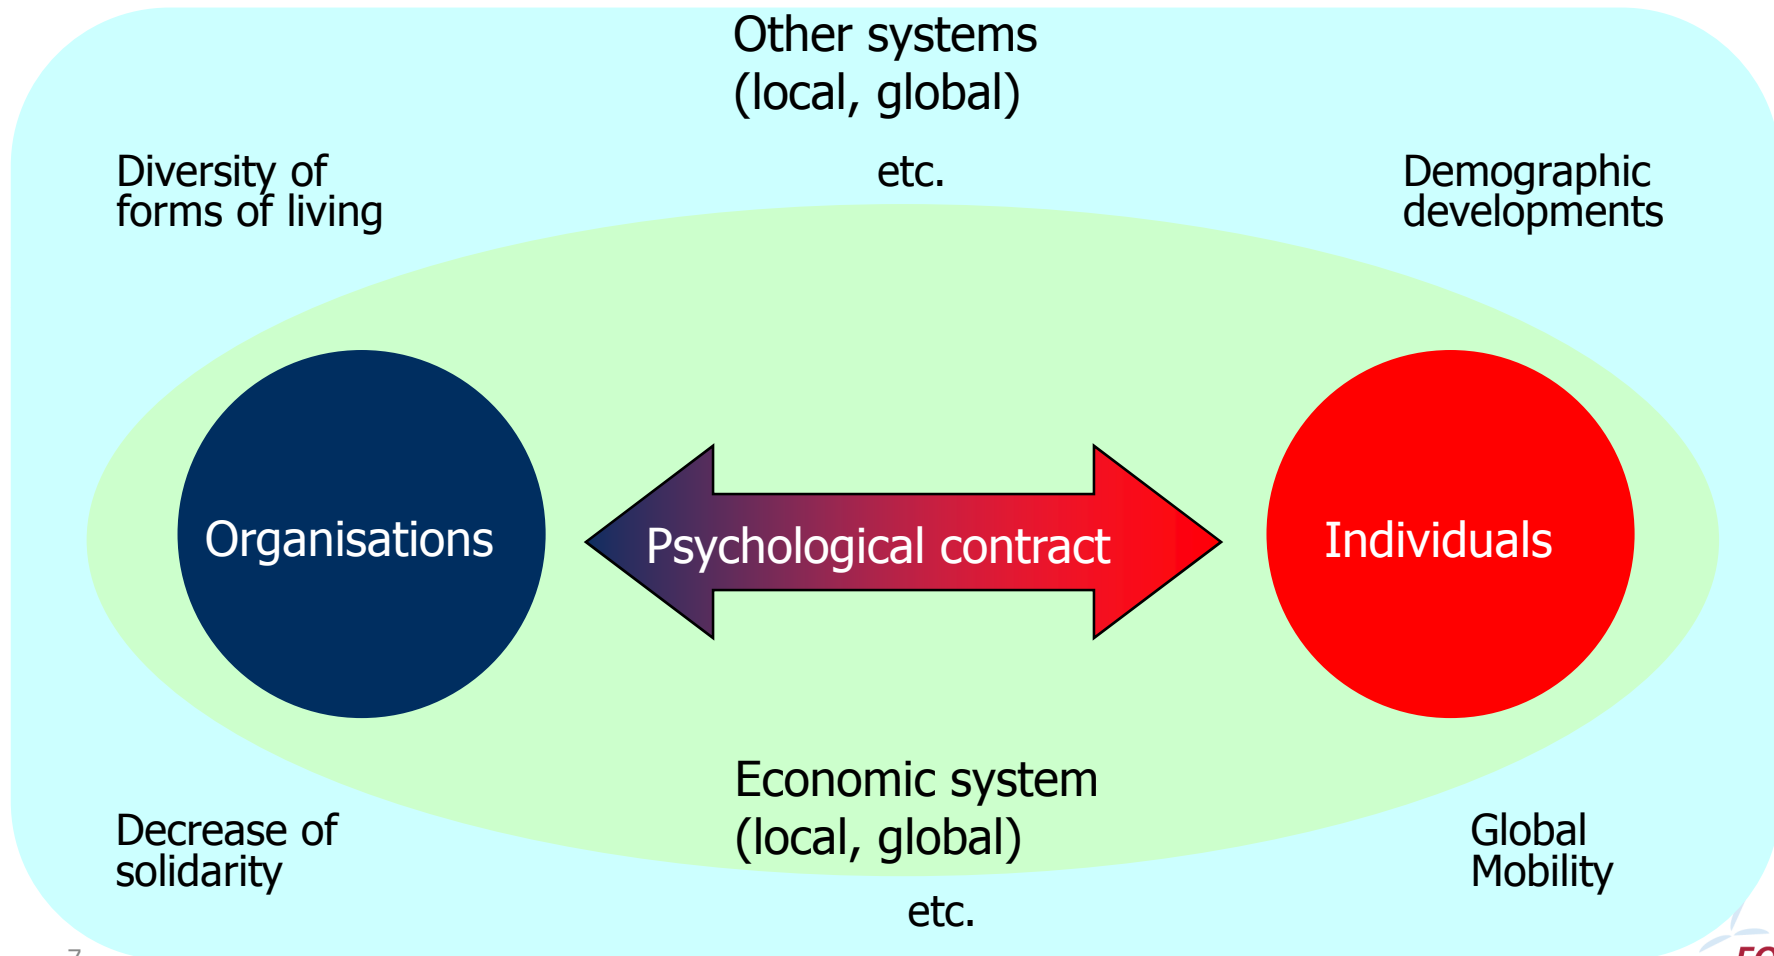 Other systems
(local, global)
etc.
Diversity of
forms of living
Demographic
developments
Organisations
Psychological contract
Individuals
Economic system
(local, global)
Decrease of
solidarity
Global
Mobility
etc.